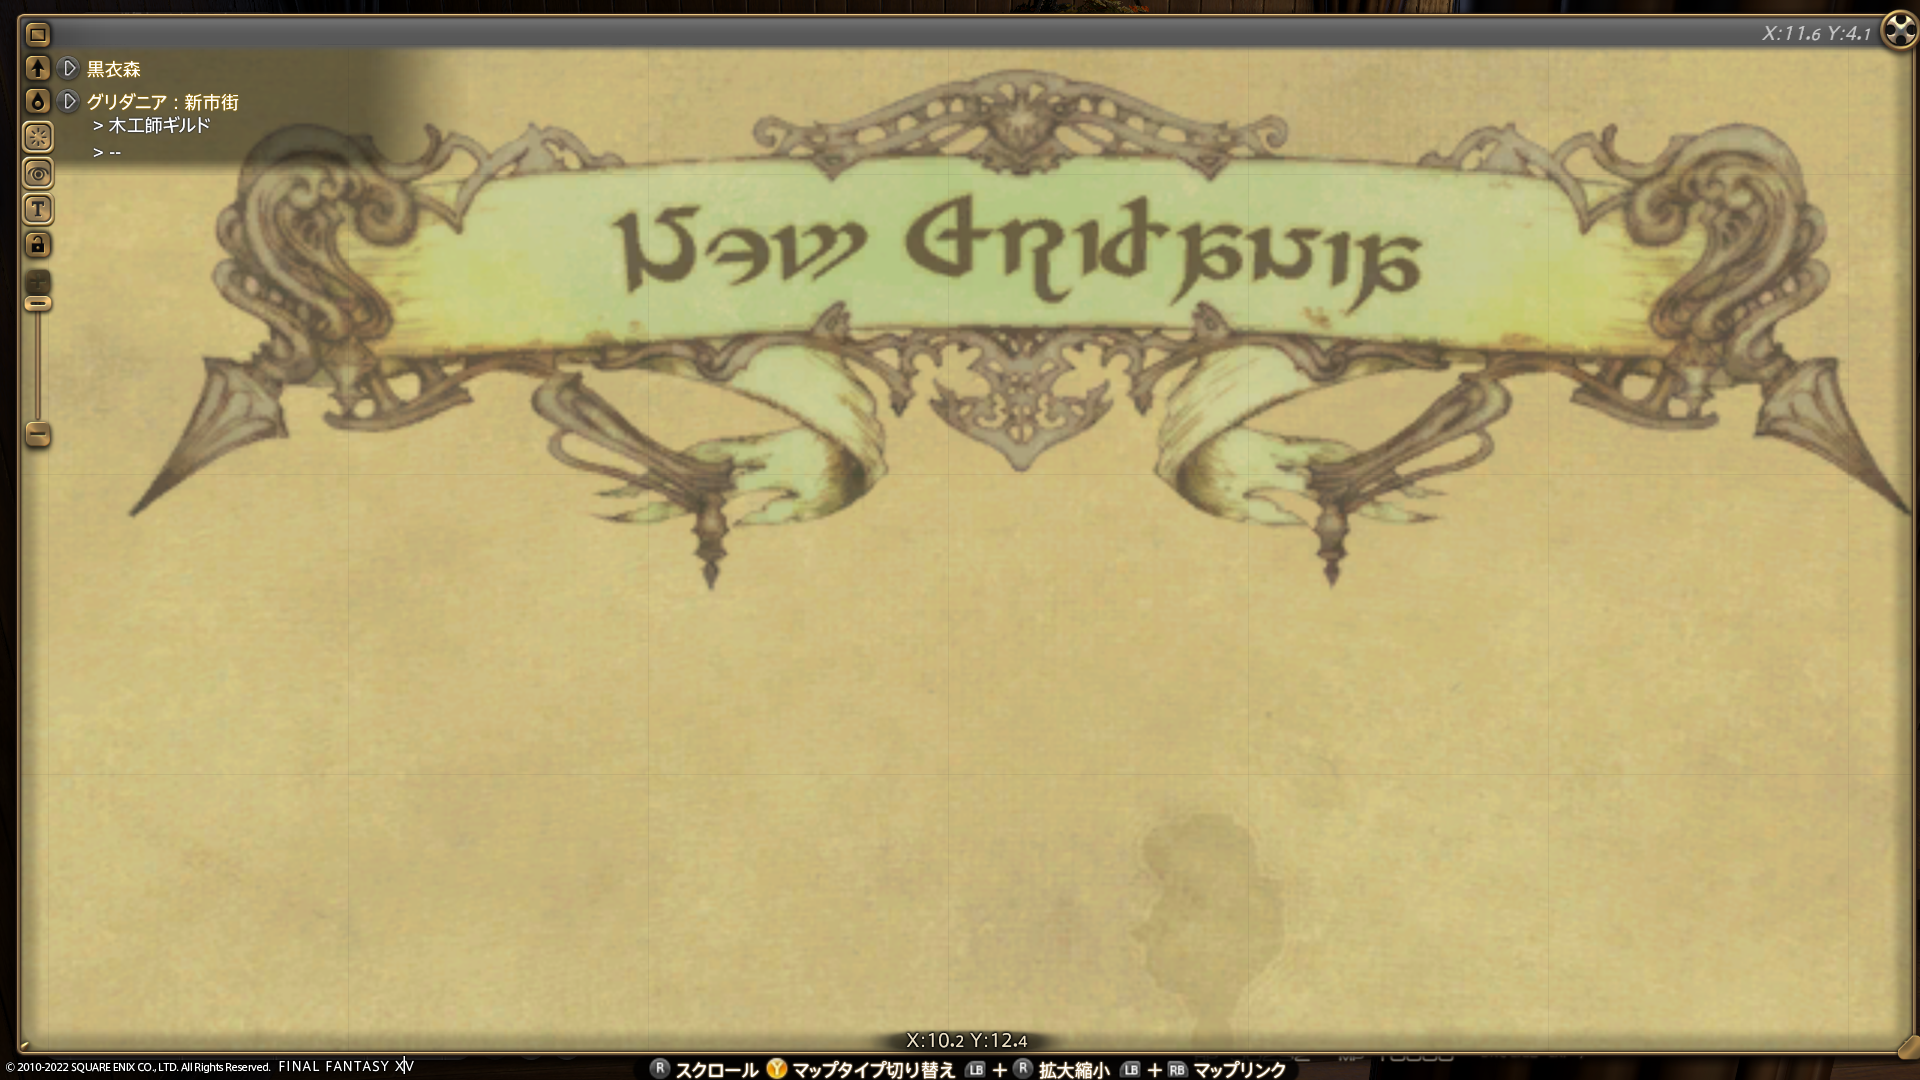 X:11.6 Y:4.1
黒衣森
グリダニア:新市街
> 木工師ギルド
> --
T
New Gridania
X:10.2 Y:12.4
© 2010-2022 SQUARE ENIX CO., LTD. All Rights Reserved. FINAL FANTASY XIV
R スクロール Y マップタイプ切り替え LB + R 拡大縮小 LB + RB マップリンク